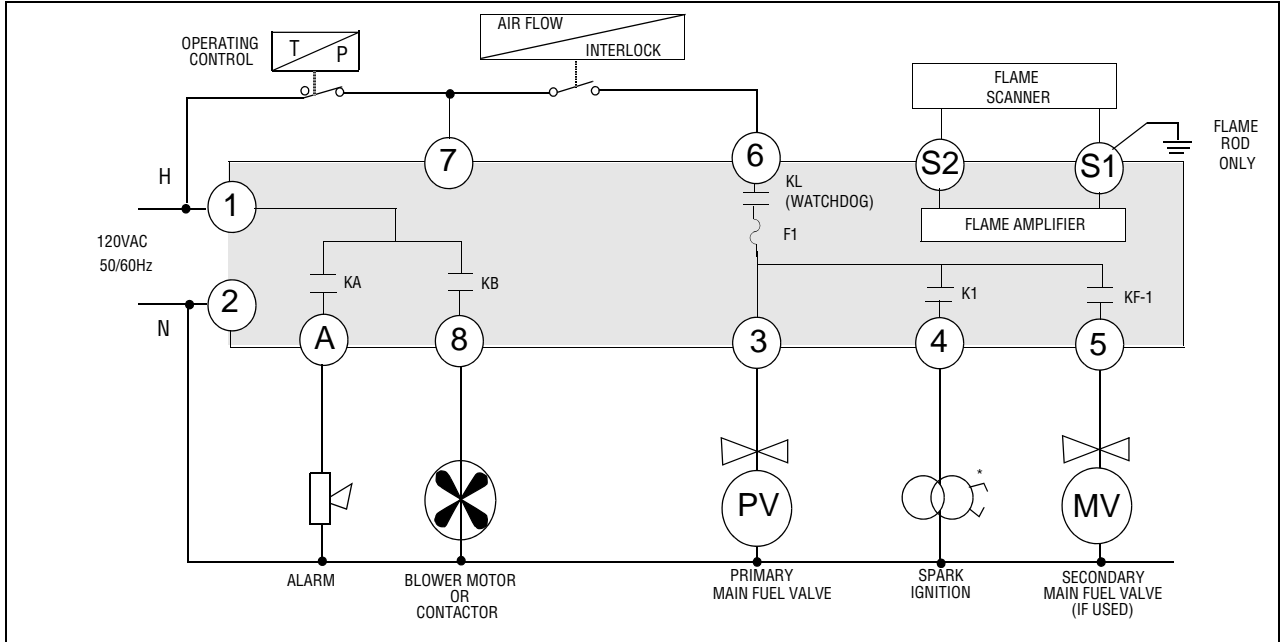 AIR FLOW
INTERLOCK
OPERATING
CONTROL
T
P
FLAME
SCANNER
FLAME
ROD
ONLY
7
6
S2
S1
H
KL
(WATCHDOG)
1
FLAME AMPLIFIER
F1
120VAC
50/60Hz
KA
KB
K1
KF-1
2
N
A
8
3
4
5
*
PV
MV
ALARM
BLOWER MOTOR
OR
CONTACTOR
PRIMARY
MAIN FUEL VALVE
SPARK
IGNITION
SECONDARY
MAIN FUEL VALVE
(IF USED)